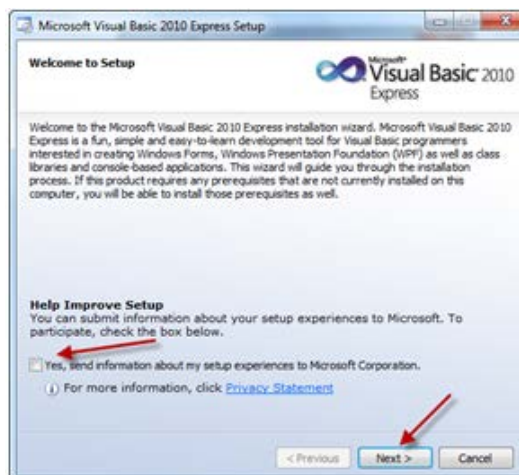 Microsoft Visual Basic 2010 Express Setup
Welcome to Setup
Microsoft®
Visual Basic® 2010
Express
Welcome to the Microsoft Visual Basic 2010 Express installation wizard. Microsoft Visual Basic 2010
Express is a fun, simple and easy-to-learn development tool for Visual Basic programmers
interested in creating Windows Forms, Windows Presentation Foundation (WPF) as well as class
libraries and console-based applications. This wizard will guide you through the installation
process. If this product requires any prerequisites that are not currently installed on this
computer, you will be able to install those prerequisites as well.
Help Improve Setup
You can submit information about your setup experiences to Microsoft. To
participate, check the box below.
Yes, send information about my setup experiences to Microsoft Corporation.
For more information, click Privacy Statement
< Previous Next > Cancel